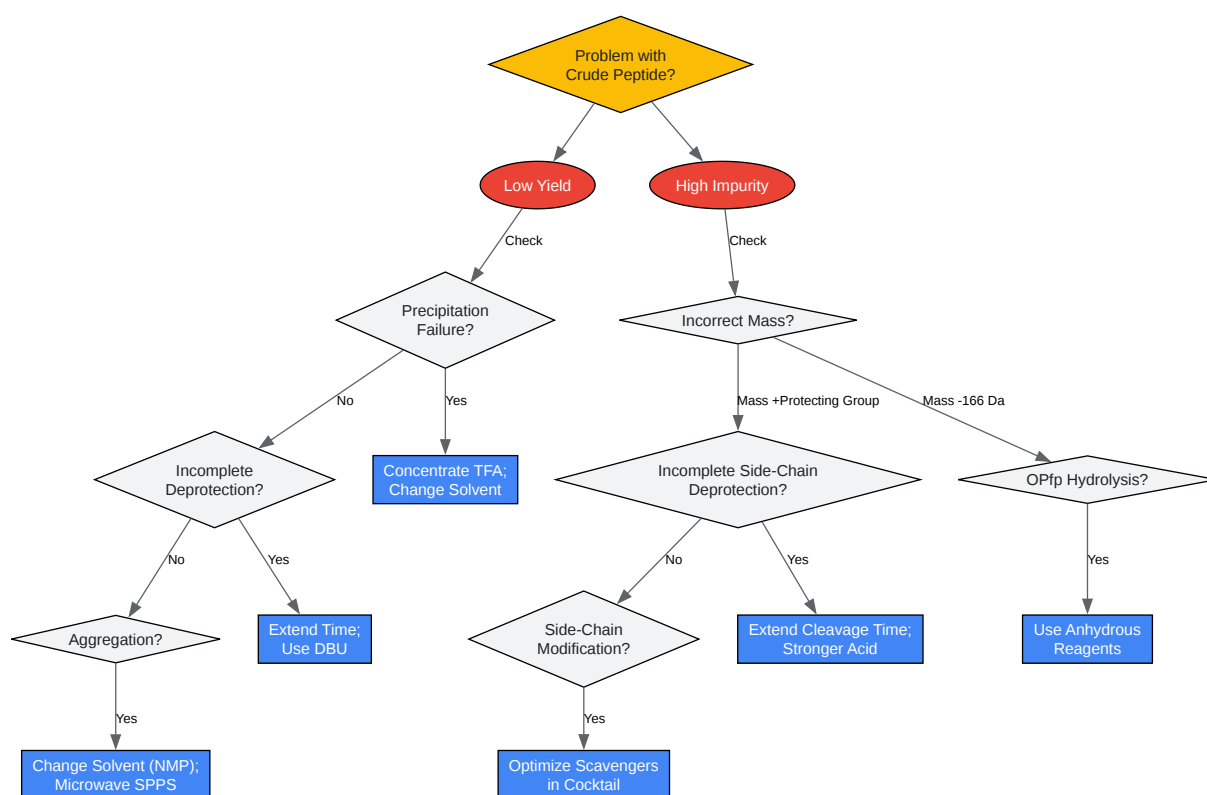 Problem with
Crude Peptide?
Low Yield
High Impurity
Check
Check
Precipitation
Failure?
Incorrect Mass?
No
Yes
Mass +Protecting Group
Mass -166 Da
Incomplete
Deprotection?
Concentrate TFA;
Change Solvent
Incomplete Side-Chain
Deprotection?
OPfp Hydrolysis?
No
Yes
No
Yes
Yes
Aggregation?
Extend Time;
Use DBU
Side-Chain
Modification?
Extend Cleavage Time;
Stronger Acid
Use Anhydrous
Reagents
Yes
Yes
Change Solvent (NMP);
Microwave SPPS
Optimize Scavengers
in Cocktail